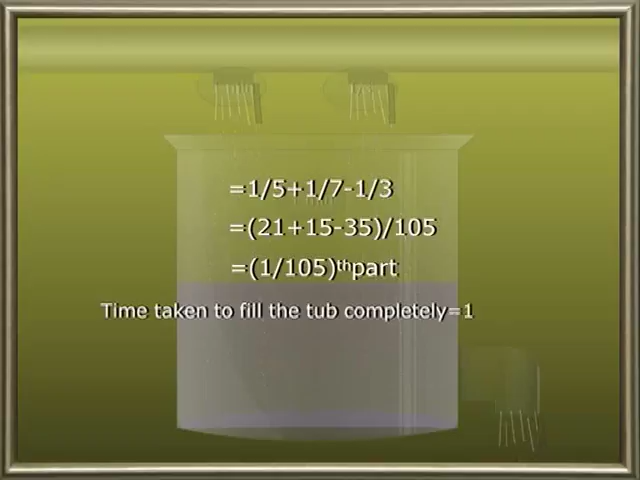 =1/5+1/7-1/3
=(21+15-35)/105
=(1/105)thpart
Time taken to fill the tub completely=1